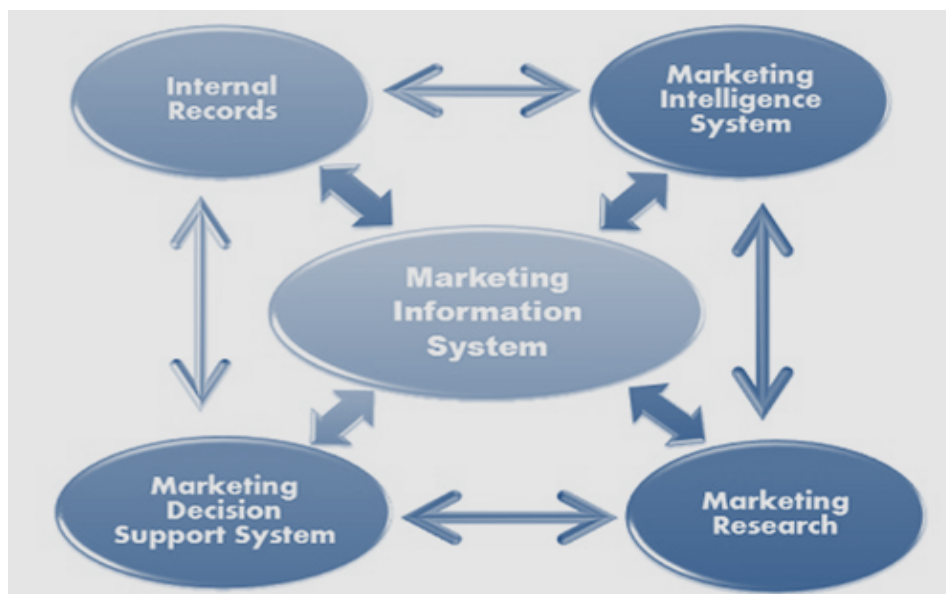 Internal
Records
Marketing
Intelligence
System
Marketing
Information
System
Marketing
Decision
Support System
Marketing
Research